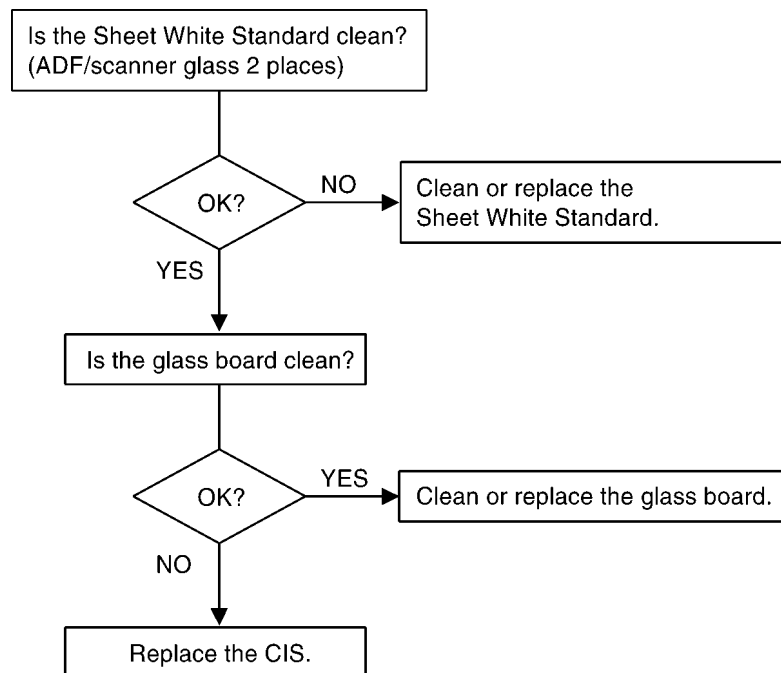 Is the Sheet White Standard clean?
(ADF/scanner glass 2 places)
OK?
NO
Clean or replace the
Sheet White Standard.
YES
Is the glass board clean?
OK?
YES
Clean or replace the glass board.
NO
Replace the CIS.